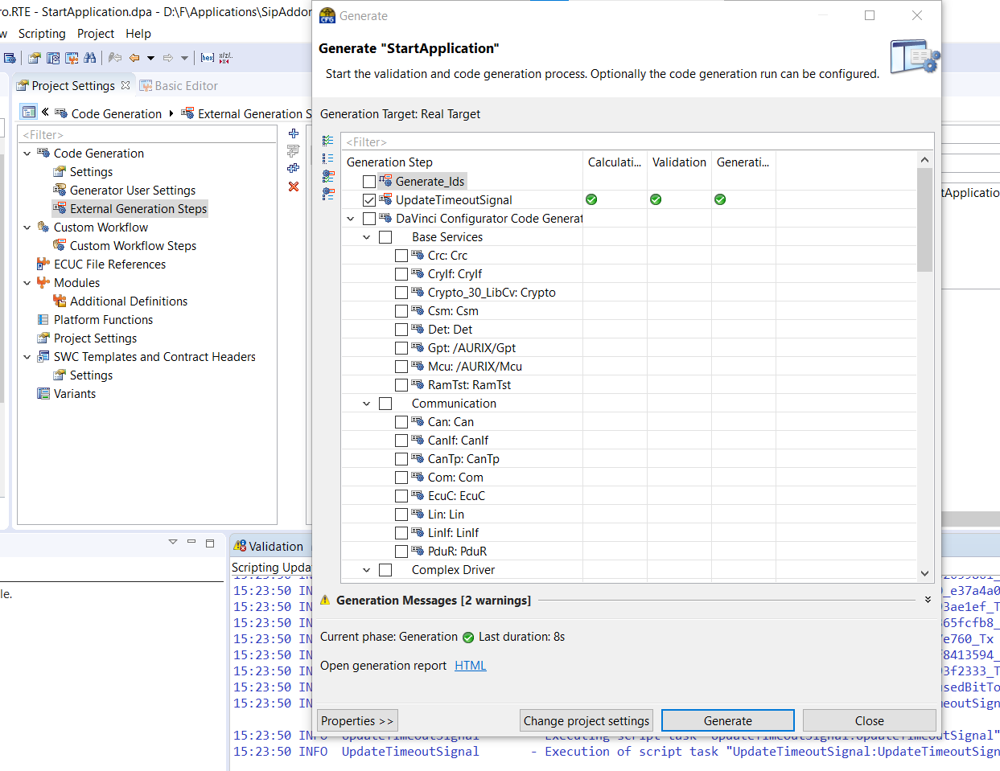 ro.RTE - StartApplication.dpa - D:\F\Applications\SipAddon
w Scripting Project Help
Project Settings
Basic Editor
Code Generation
External Generation S
<Filter>
Code Generation
Settings
Generator User Settings
External Generation Steps
Custom Workflow
Custom Workflow Steps
ECUC File References
Modules
Additional Definitions
Platform Functions
Project Settings
SWC Templates and Contract Headers
Settings
Variants
Generate
Generate "StartApplication"
Start the validation and code generation process. Optionally the code generation run can be configured.
Generation Target: Real Target
<Filter>
Generation Step Calculati... Validation Generati...
Generate_Ids
UpdateTimeoutSignal
DaVinci Configurator Code Generat
Base Services
Crc: Crc
CryIf: CryIf
Crypto_30_LibCv: Crypto
Csm: Csm
Det: Det
Gpt: /AURIX/Gpt
Mcu: /AURIX/Mcu
RamTst: RamTst
Communication
Can: Can
CanIf: CanIf
CanTp: CanTp
Com: Com
EcuC: EcuC
Lin: Lin
LinIf: LinIf
PduR: PduR
Complex Driver
Generation Messages [2 warnings]
Current phase: Generation Last duration: 8s
Open generation report HTML
Properties >> Change project settings Generate Close
tApplicatio
le.
Validation
Scripting Upda
15:23:50 IN _e37a4a0
15:23:50 IN 3ae1ef_T
15:23:50 IN 65fcfb8_
15:23:50 IN e760_Tx
15:23:50 IN 8413594_
15:23:50 IN 3f2333_T
15:23:50 IN sedBitTo
15:23:50 IN eoutSign
15:23:50 INFO UpdateTimeoutSignal - Executing script task "UpdateTimeoutSignal:UpdateTimeoutSignal"
15:23:50 INFO UpdateTimeoutSignal - Execution of script task "UpdateTimeoutSignal:UpdateTimeoutSign